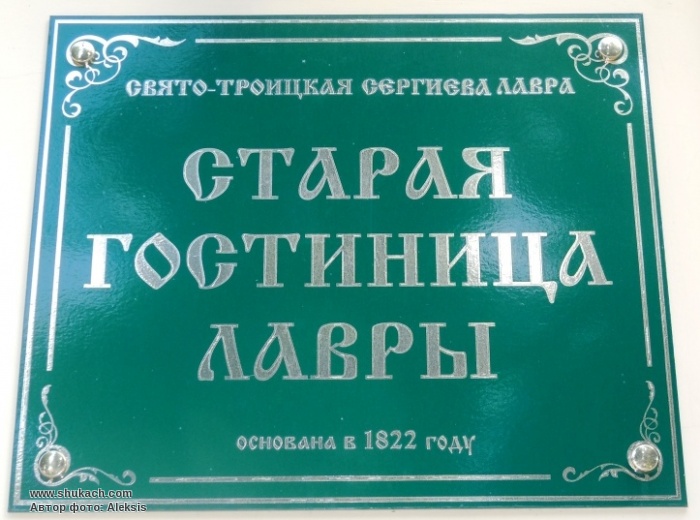 СВЯТО-ТРОИЦКАЯ СЕРГИЕВА ЛАВРА
СТАРАЯ
ГОСТИНИЦА
ЛАВРЫ
ОСНОВАНА В 1822 ГОДУ
www.shukach.com
Автор фото: Aleksis